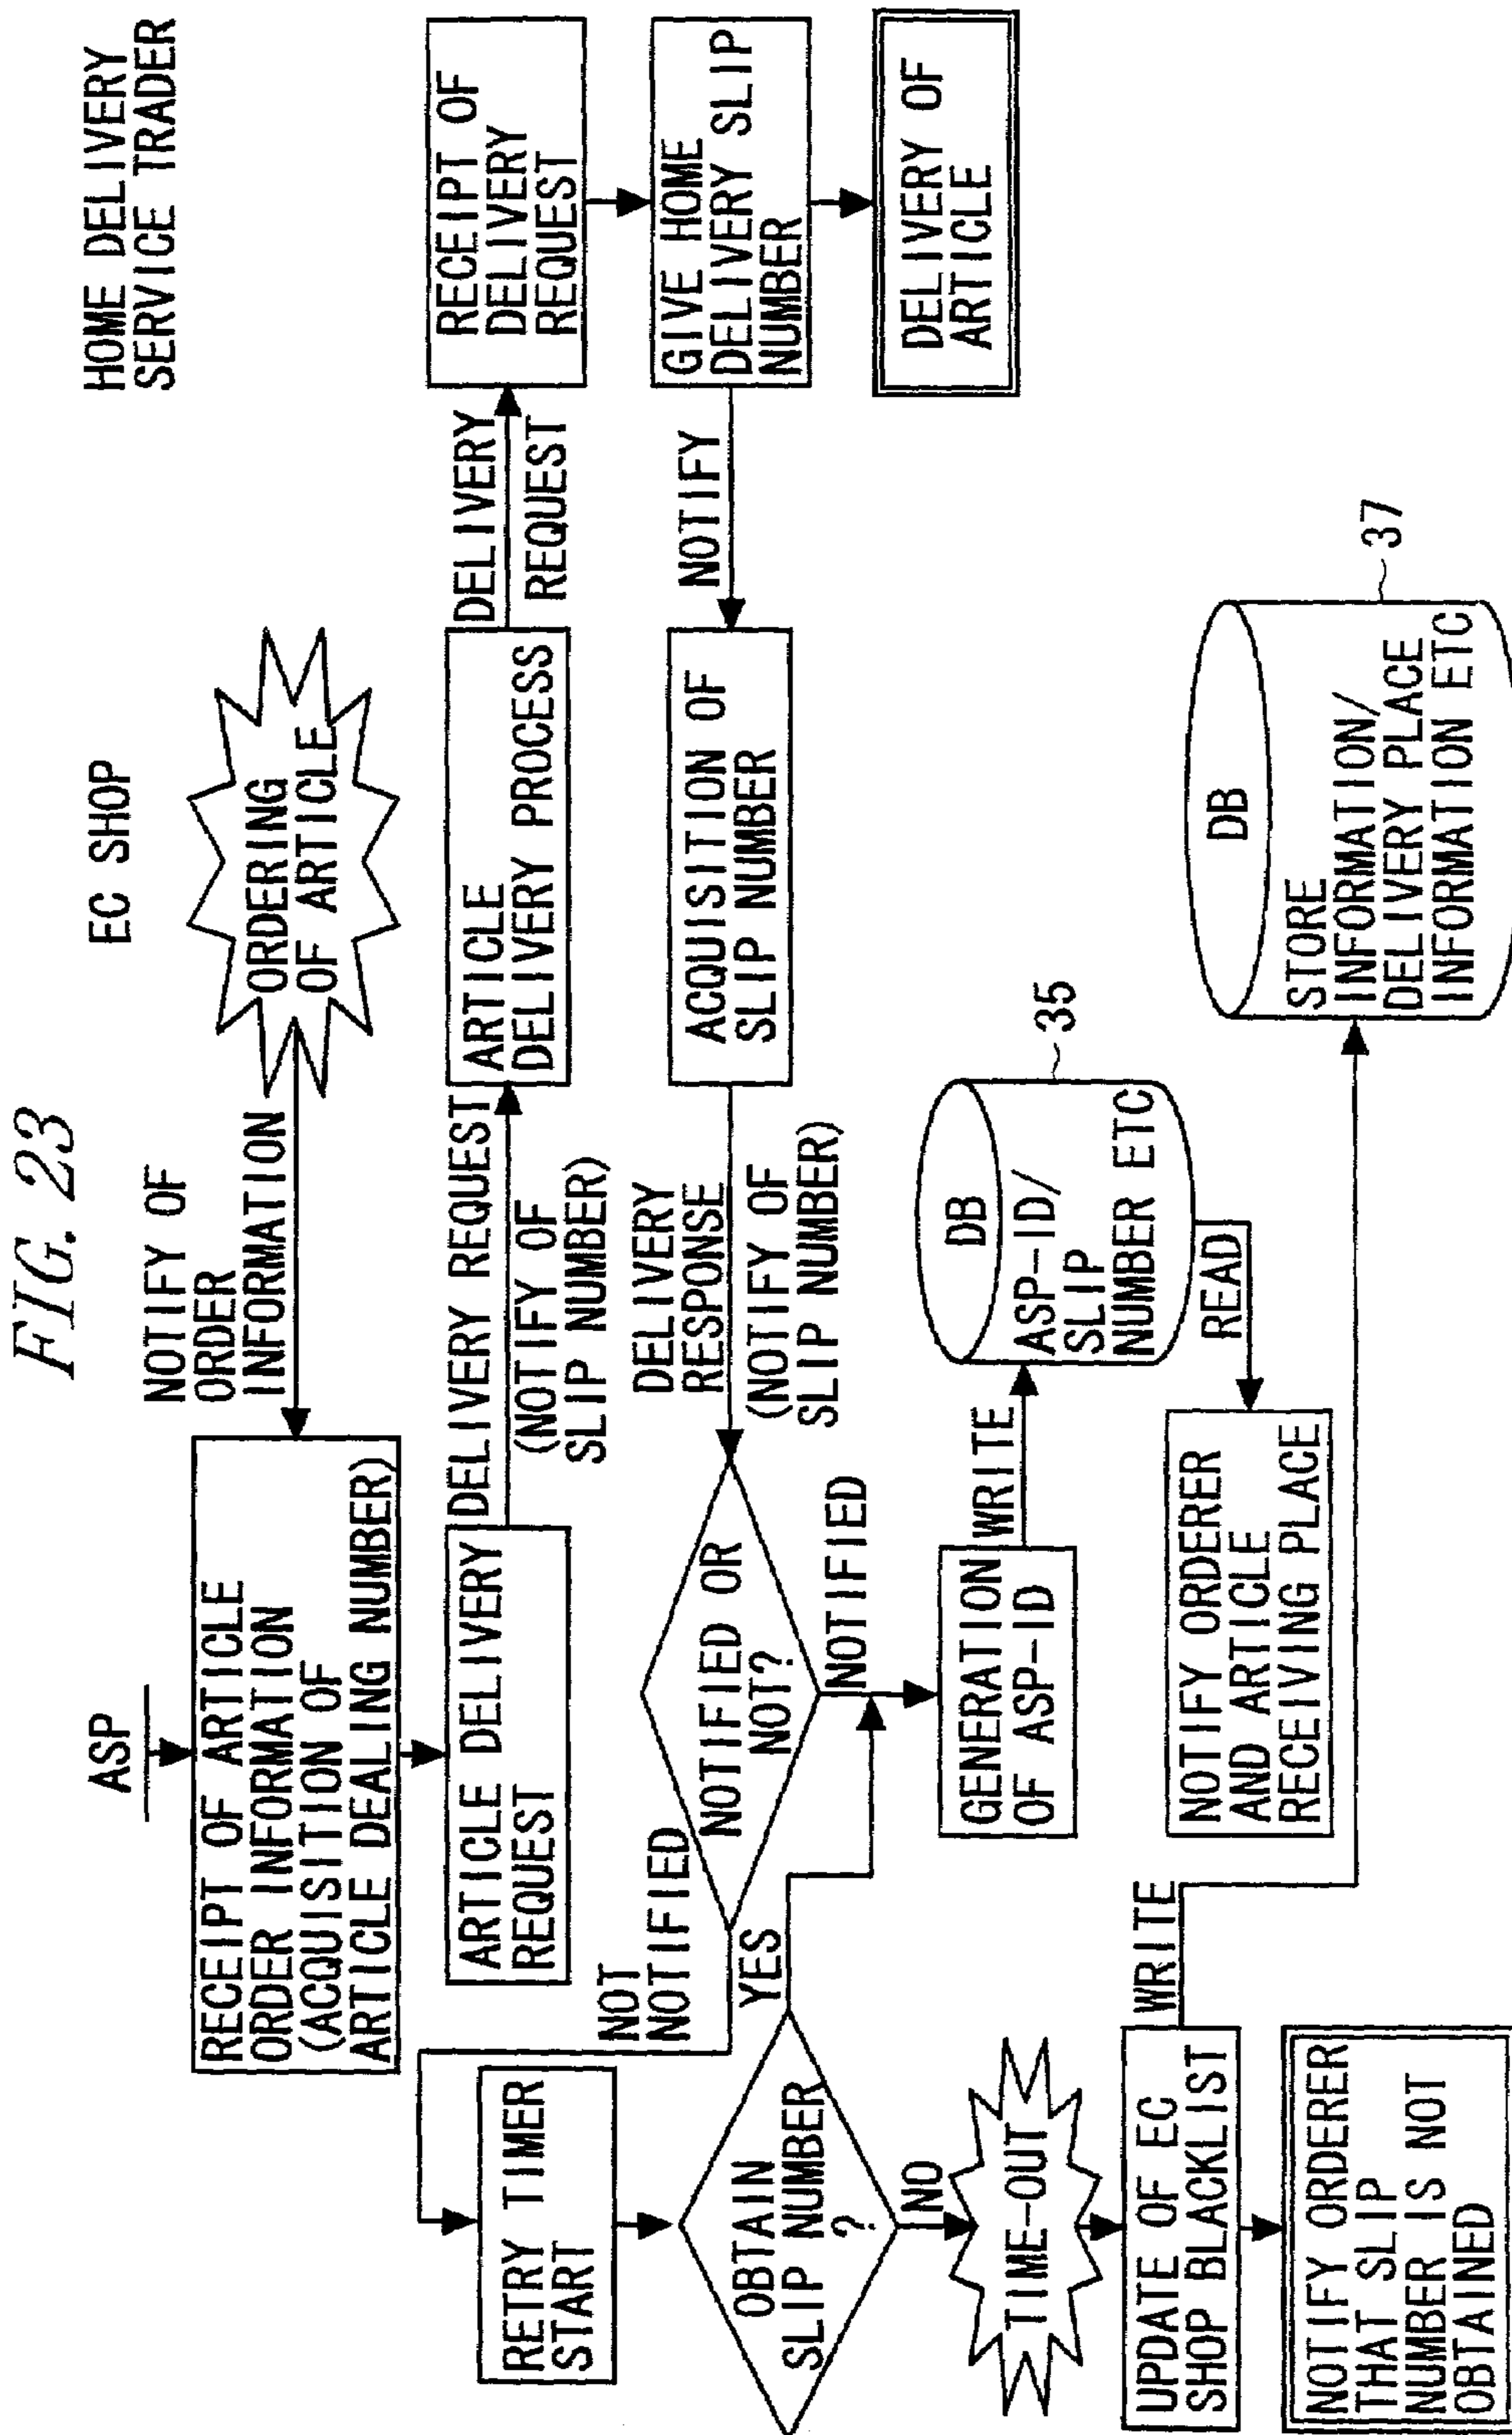 FIG. 23
ASP
EC SHOP
HOME DELIVERY
SERVICE TRADER
NOTIFY OF
ORDER
INFORMATION
ORDERING
OF ARTICLE
RECEIPT OF ARTICLE
ORDER INFORMATION
(ACQUISITION OF
ARTICLE DEALING NUMBER)
ARTICLE DELIVERY
REQUEST
DELIVERY REQUEST
(NOTIFY OF
SLIP NUMBER)
ARTICLE
DELIVERY PROCESS
DELIVERY
REQUEST
RECEIPT OF
DELIVERY
REQUEST
GIVE HOME
DELIVERY SLIP
NUMBER
NOTIFY
ACQUISITION OF
SLIP NUMBER
DELIVERY
RESPONSE
(NOTIFY OF
SLIP NUMBER)
DELIVERY OF
ARTICLE
NOTIFIED OR
NOT?
NOT
NOTIFIED
NOTIFIED
RETRY TIMER
START
OBTAIN
SLIP NUMBER
?
YES
NO
GENERATION
OF ASP-ID
WRITE
DB
ASP-ID/
SLIP
NUMBER ETC
35
READ
NOTIFY ORDERER
AND ARTICLE
RECEIVING PLACE
TIME-OUT
UPDATE OF EC
SHOP BLACKLIST
WRITE
DB
STORE
INFORMATION/
DELIVERY PLACE
INFORMATION ETC
37
NOTIFY ORDERER
THAT SLIP
NUMBER IS NOT
OBTAINED